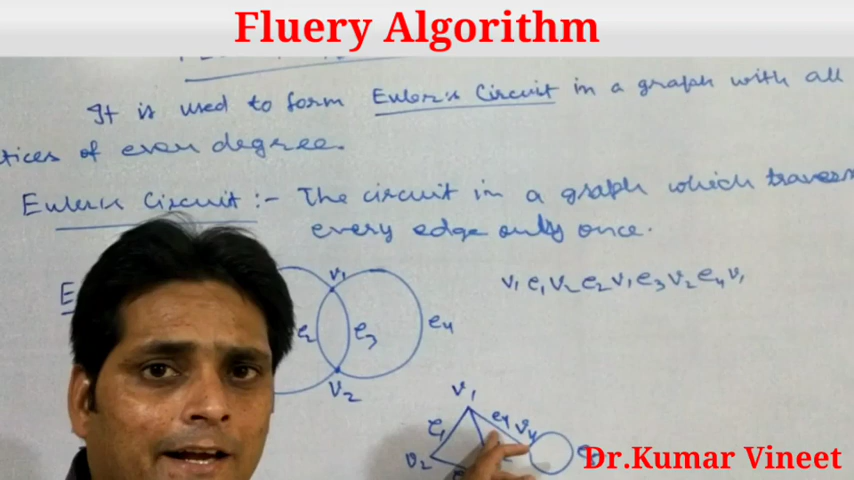 Fluery Algorithm
It is used to form Euler's Circuit in a graph with all
tices of even degree.
Euler's Circuit :- The circuit in a graph which travers
every edge only once.
E
v1
v1 e1 v2 e2 v1 e3 v2 e4 v1
e2 e3 e4
v2
v1
e1 e4 v4
v2
Dr.Kumar Vineet